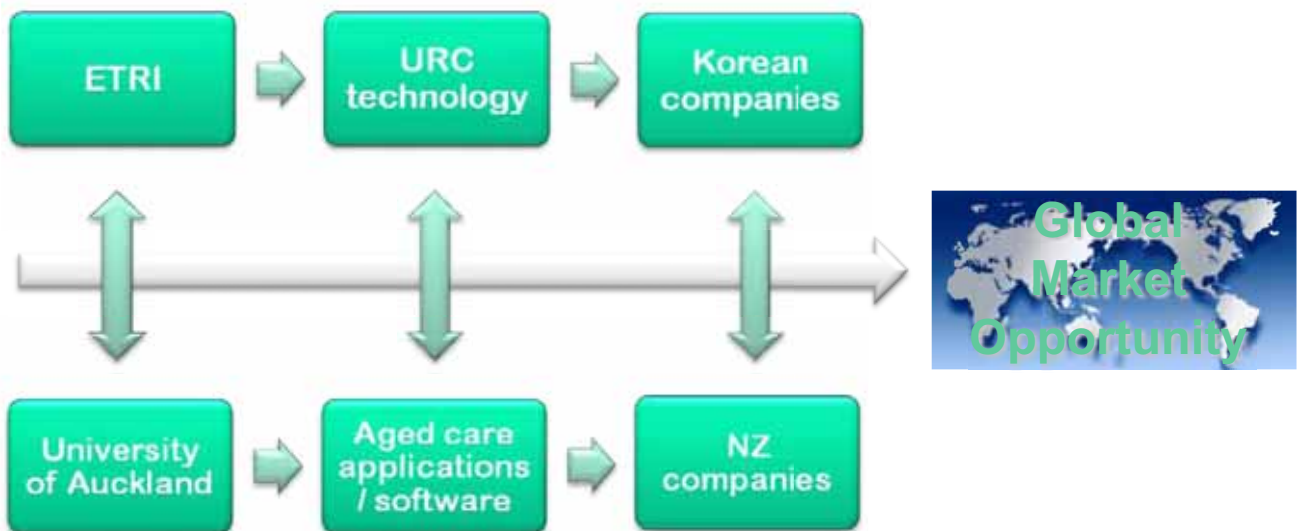 ETRI
URC
technology
Korean
companies
Global
Market
Opportunity
University
of Auckland
Aged care
applications
/ software
NZ
companies